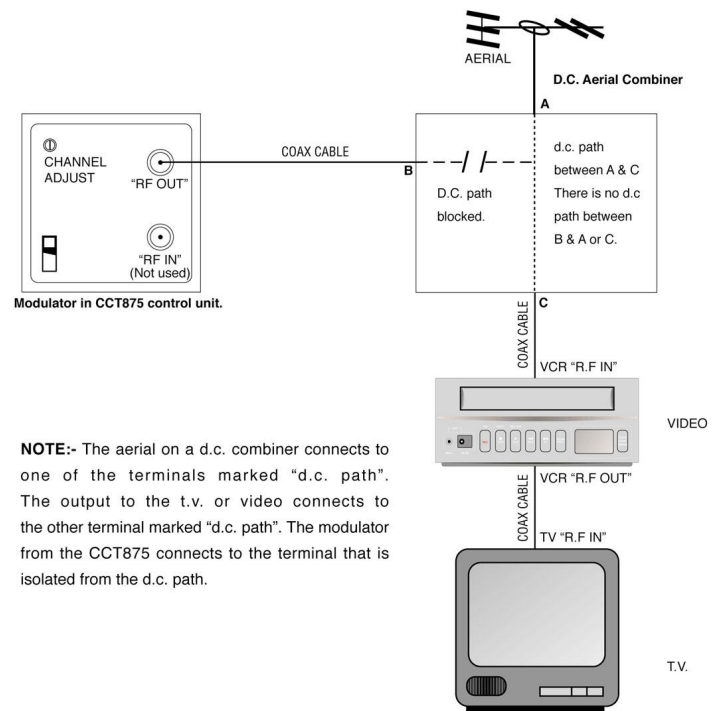 AERIAL
D.C. Aerial Combiner
A
CHANNEL
ADJUST
"RF OUT"
COAX CABLE
B
D.C. path
blocked.
d.c. path
between A & C
There is no d.c
path between
B & A or C.
"RF IN"
(Not used)
Modulator in CCT875 control unit.
C
COAX CABLE
VCR "R.F IN"
VIDEO
NOTE:- The aerial on a d.c. combiner connects to
one of the terminals marked "d.c. path".
The output to the t.v. or video connects to
the other terminal marked "d.c. path". The modulator
from the CCT875 connects to the terminal that is
isolated from the d.c. path.
VCR "R.F OUT"
COAX CABLE
TV "R.F IN"
T.V.